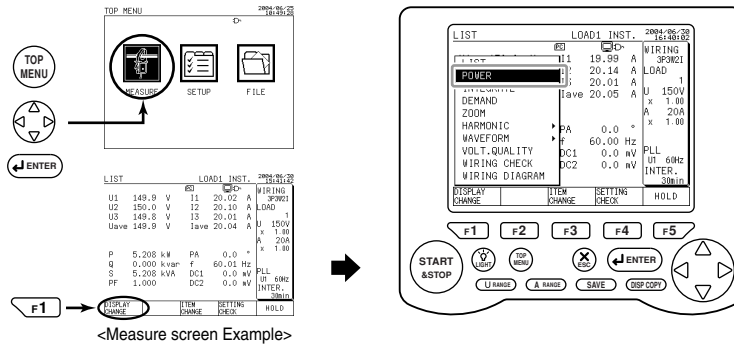 TOP MENU 2004/06/25
10:49:28
TOP
MENU
MEASURE SETUP FILE
ENTER
LIST LOAD1 INST. 2004/06/30
15:41:42
U1 149.9 V I1 20.02 A
U2 150.0 V I2 20.10 A
U3 149.8 V I3 20.01 A
Uave 149.9 V Iave 20.04 A
P 5.208 kW PA 0.0 °
Q 0.000 kvar f 60.01 Hz
S 5.208 kVA DC1 0.0 mV
PF 1.000 DC2 0.0 mV
WIRING
3P3W2I
LOAD
1
U 150V
x 1.00
A 20A
x 1.00
PLL
U1 60Hz
INTER.
30min
F1
DISPLAY
CHANGE
ITEM
CHANGE
SETTING
CHECK
HOLD
<Measure screen Example>
LIST LOAD1 INST. 2004/06/30
16:40:02
LIST
POWER
INTEGRATE
DEMAND
ZOOM
HARMONIC
WAVEFORM
VOLT.QUALITY
WIRING CHECK
WIRING DIAGRAM
I1 19.99 A
20.14 A
20.01 A
Iave 20.05 A
PA 0.0 °
f 60.00 Hz
DC1 0.0 mV
DC2 0.0 mV
WIRING
3P3W2I
LOAD
1
U 150V
x 1.00
A 20A
x 1.00
PLL
U1 60Hz
INTER.
30min
DISPLAY
CHANGE
ITEM
CHANGE
SETTING
CHECK
HOLD
F1 F2 F3 F4 F5
START
&STOP
LIGHT
TOP
MENU
ESC
ENTER
U RANGE A RANGE SAVE DISP COPY